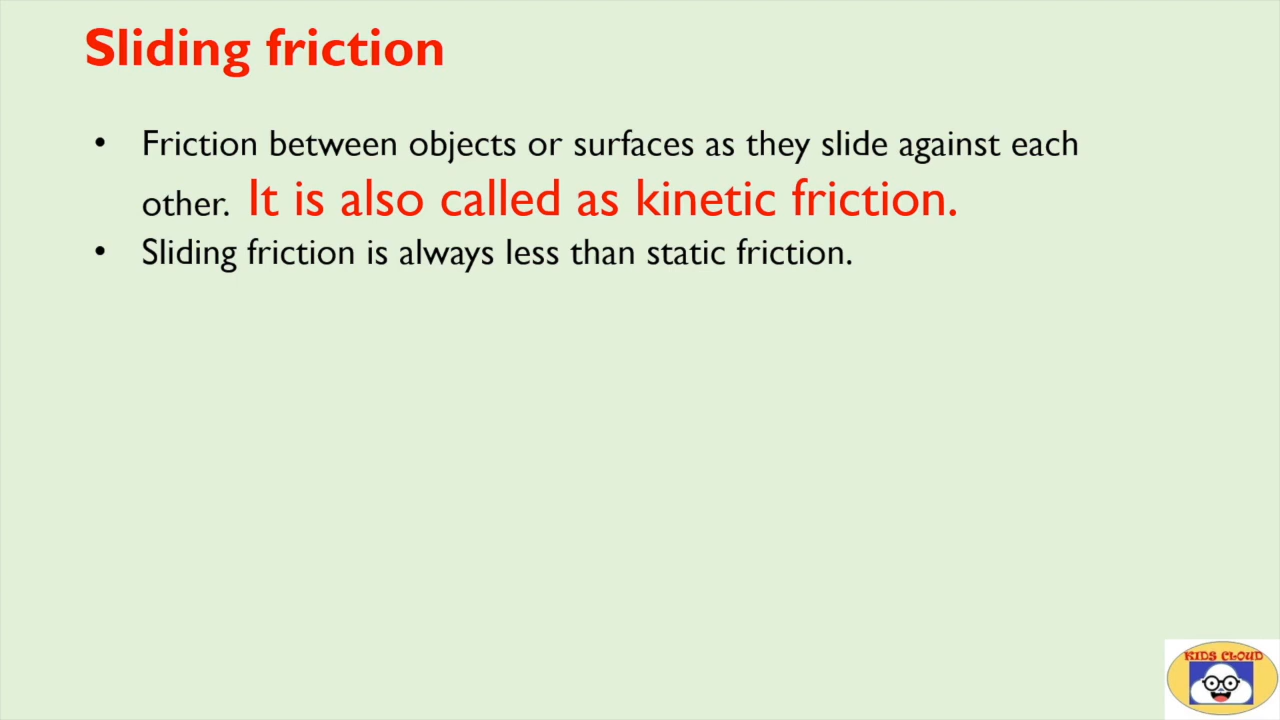 Sliding friction
• Friction between objects or surfaces as they slide against each
other. It is also called as kinetic friction.
• Sliding friction is always less than static friction.
KIDS CLOUD